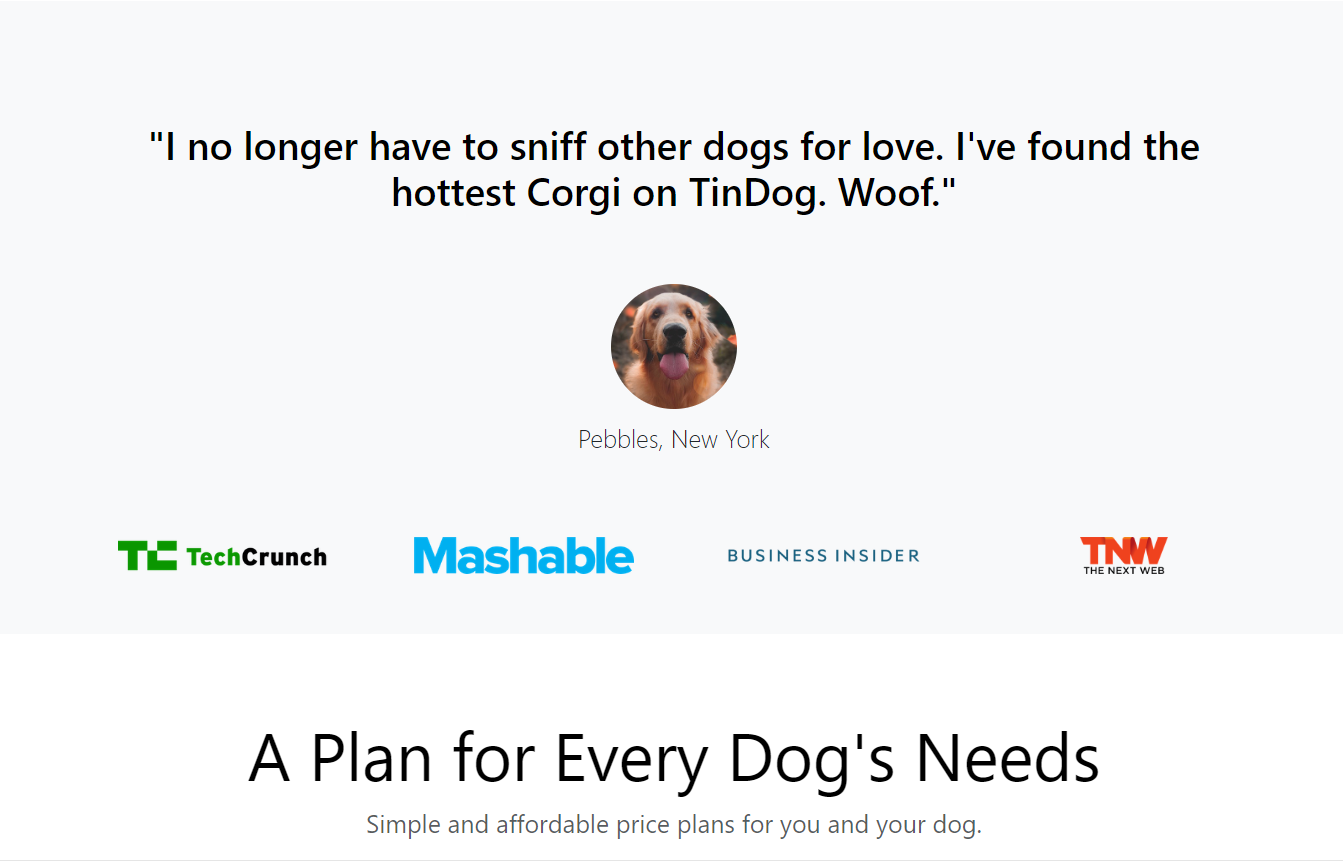 "I no longer have to sniff other dogs for love. I've found the
hottest Corgi on TinDog. Woof."
Pebbles, New York
TC TechCrunch
Mashable
BUSINESS INSIDER
TNW
THE NEXT WEB
A Plan for Every Dog's Needs
Simple and affordable price plans for you and your dog.